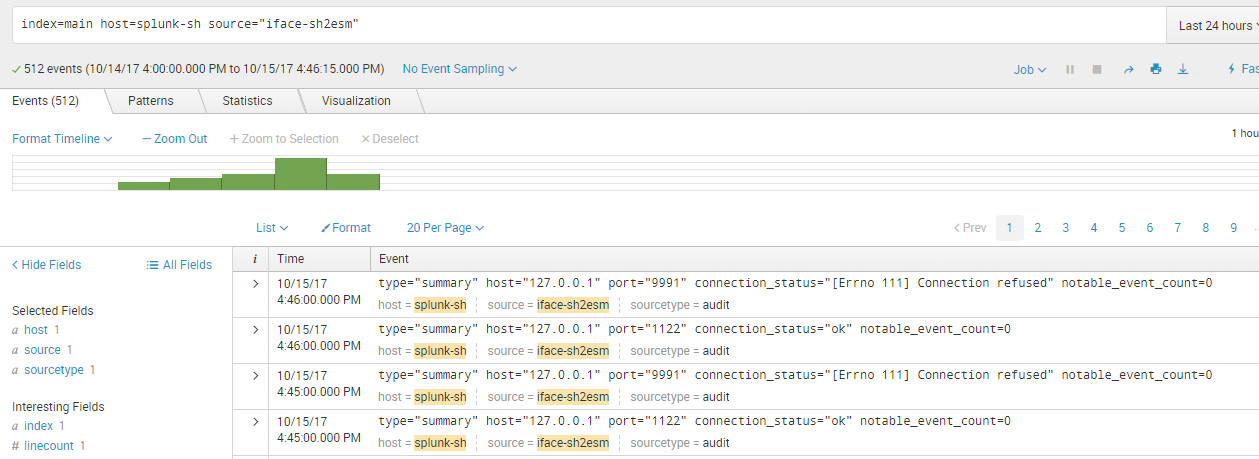 index=main host=splunk-sh source="iface-sh2esm"
Last 24 hours
512 events (10/14/17 4:00:00.000 PM to 10/15/17 4:46:15.000 PM) No Event Sampling
Job
Fas
Events (512) Patterns Statistics Visualization
Format Timeline — Zoom Out + Zoom to Selection × Deselect
1 hou
List Format 20 Per Page
< Prev 1 2 3 4 5 6 7 8 9 ..
< Hide Fields All Fields
i Time Event
Selected Fields
a host 1
a source 1
a sourcetype 1
Interesting Fields
a index 1
# linecount 1
> 10/15/17 type="summary" host="127.0.0.1" port="9991" connection_status="[Errno 111] Connection refused" notable_event_count=0
4:46:00.000 PM host = splunk-sh source = iface-sh2esm sourcetype = audit
> 10/15/17 type="summary" host="127.0.0.1" port="1122" connection_status="ok" notable_event_count=0
4:46:00.000 PM host = splunk-sh source = iface-sh2esm sourcetype = audit
> 10/15/17 type="summary" host="127.0.0.1" port="9991" connection_status="[Errno 111] Connection refused" notable_event_count=0
4:45:00.000 PM host = splunk-sh source = iface-sh2esm sourcetype = audit
> 10/15/17 type="summary" host="127.0.0.1" port="1122" connection_status="ok" notable_event_count=0
4:45:00.000 PM host = splunk-sh source = iface-sh2esm sourcetype = audit